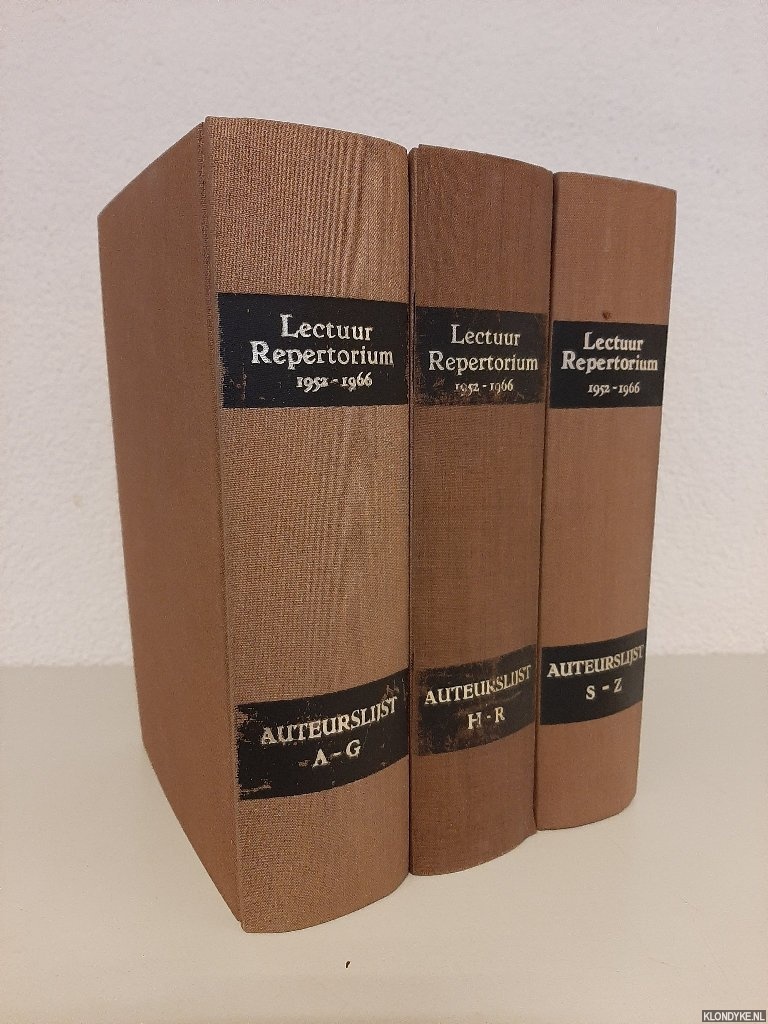 Lectuur
Repertorium
1952-1966
AUTEURSLIJST
A-G
Lectuur
Repertorium
1952-1966
AUTEURSLIJST
H-R
Lectuur
Repertorium
1952-1966
AUTEURSLIJST
S-Z
KLONDYKE.NL